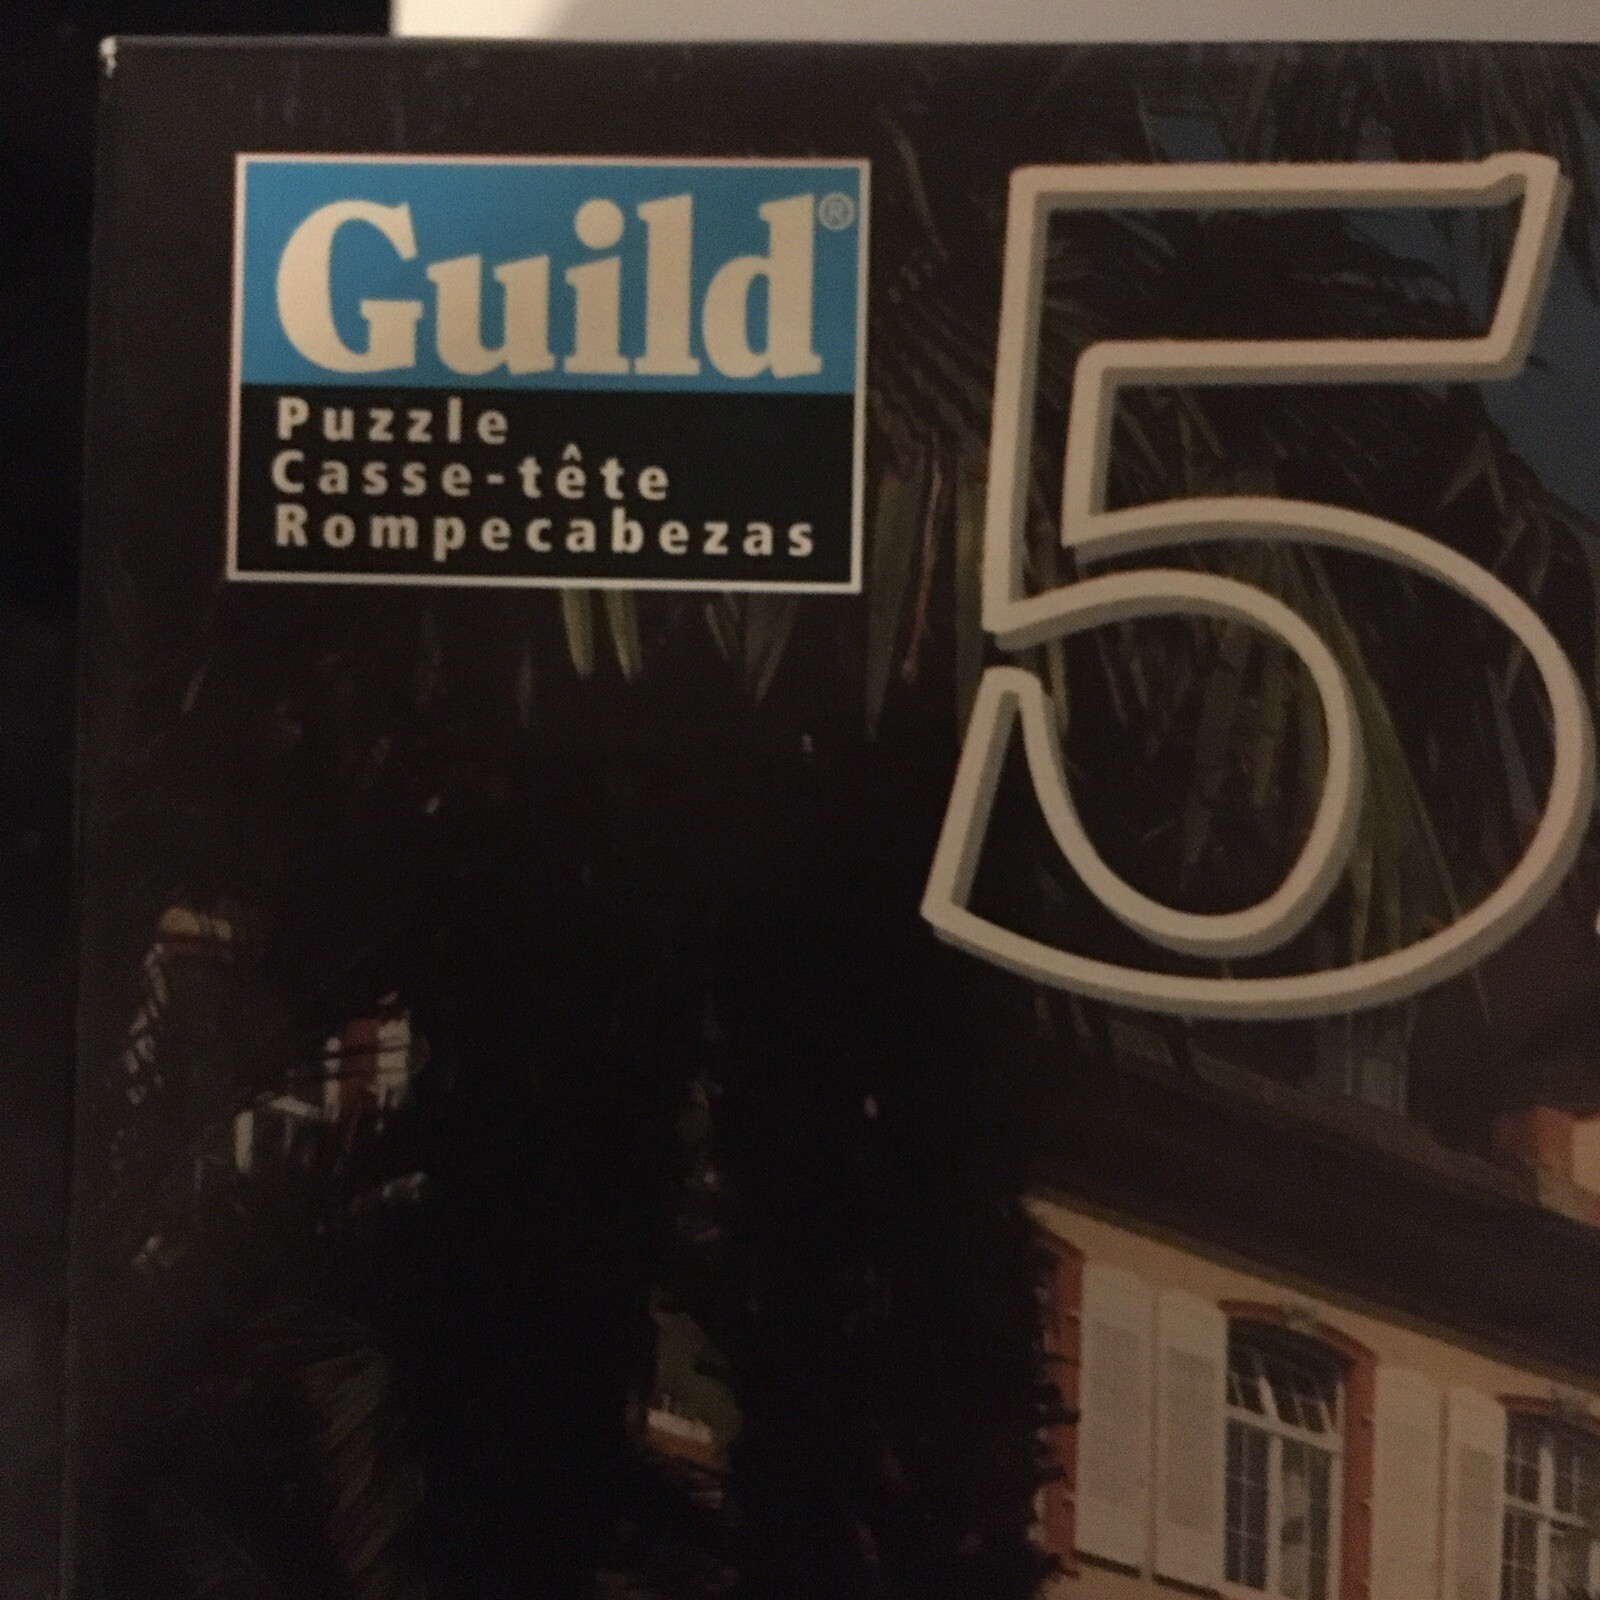 Guild®
Puzzle
Casse-tête
Rompecabezas
5